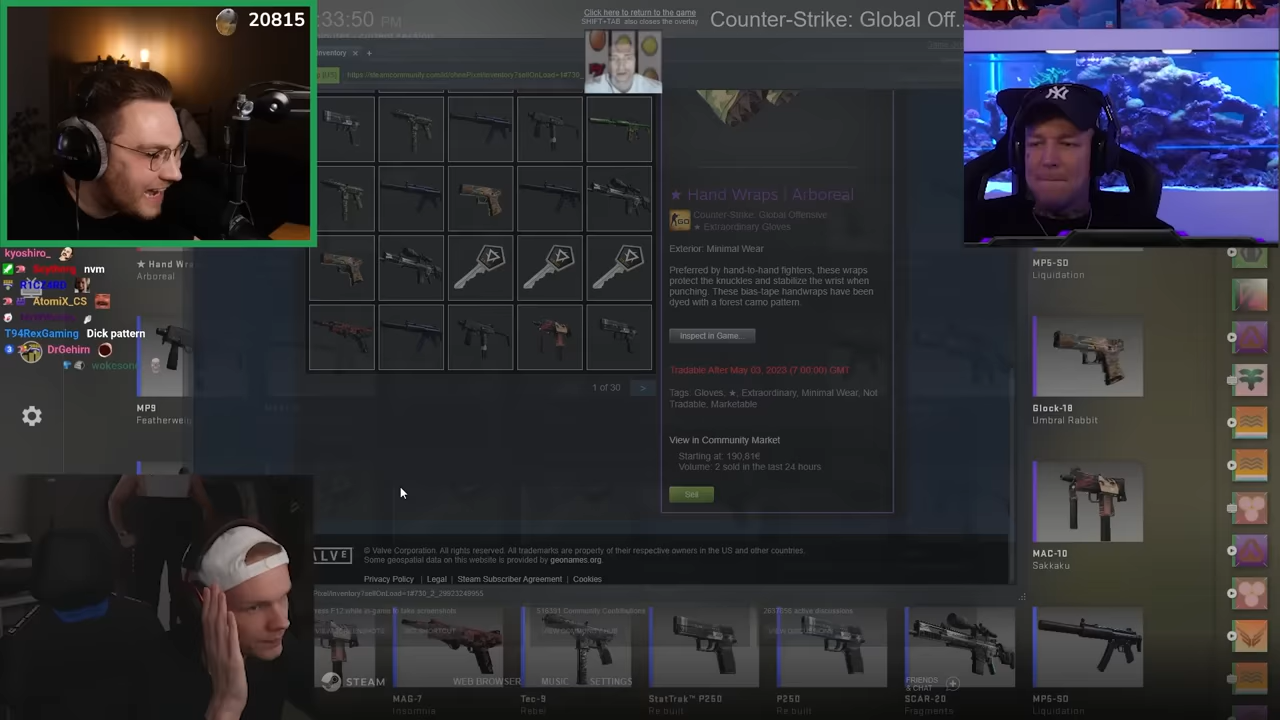 20815
:33:50 PM
Click here to return to the game
SHIFT+TAB also closes the overlay
Counter-Strike: Global Off..
★ Hand Wraps | Arboreal
Counter-Strike: Global Offensive
★ Extraordinary Gloves
Exterior: Minimal Wear
Preferred by hand-to-hand fighters, these wraps
protect the knuckles and stabilize the wrist when
punching. These bias-tape handwraps have been
dyed with a forest camo pattern.
Inspect in Game...
Tradable After May 03, 2023 (7:00:00) GMT
Tags: Gloves, ★, Extraordinary, Minimal Wear, Not
Tradable, Marketable
View in Community Market
Starting at: 190,81€
Volume: 2 sold in the last 24 hours
Sell
1 of 30
>
kyoshiro_
nvm
R1CZARD
AtomiX_CS
T94RexGaming Dick pattern
DrGehirn
wokeson
★ Hand Wra
Arboreal
MP9
Featherwei
MP5-SD
Liquidation
Glock-18
Umbral Rabbit
MAC-10
Sakkaku
VALVE
© Valve Corporation. All rights reserved. All trademarks are property of their respective owners in the US and other countries.
Some geospatial data on this website is provided by geonames.org.
Privacy Policy | Legal | Steam Subscriber Agreement | Cookies
STEAM
WEB BROWSER
MUSIC
SETTINGS
FRIENDS
& CHAT
MAG-7
Insomnia
Tec-9
Rebel
StatTrak™ P250
Re.built
P250
Re.built
SCAR-20
Fragments
MP5-SD
Liquidation